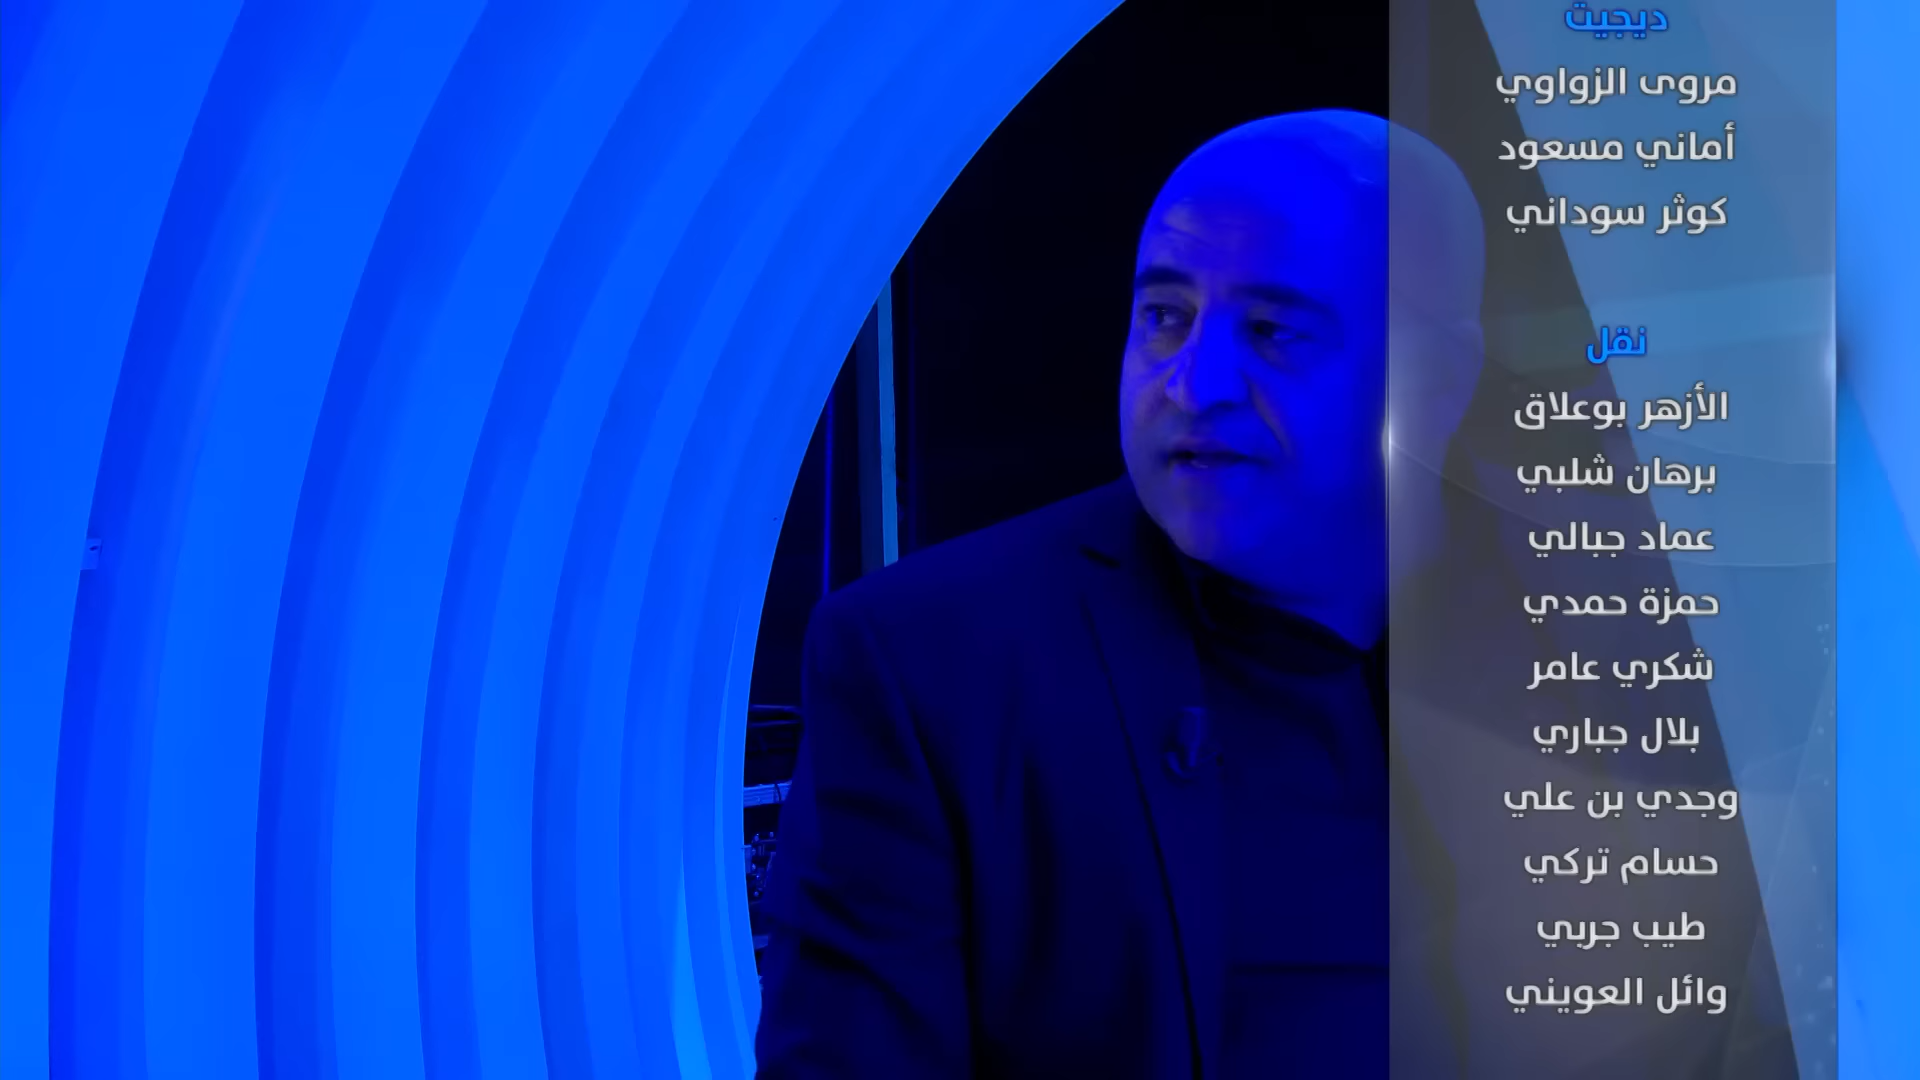 ديجيت
مروى الزواوي
أماني مسعود
كوثر سوداني
نقل
الأزهر بوعلاق
برهان شلبي
عماد جبالي
حمزة حمدي
شكري عامر
بلال جباري
وجدي بن علي
حسام تركي
طيب جربي
وائل العويني